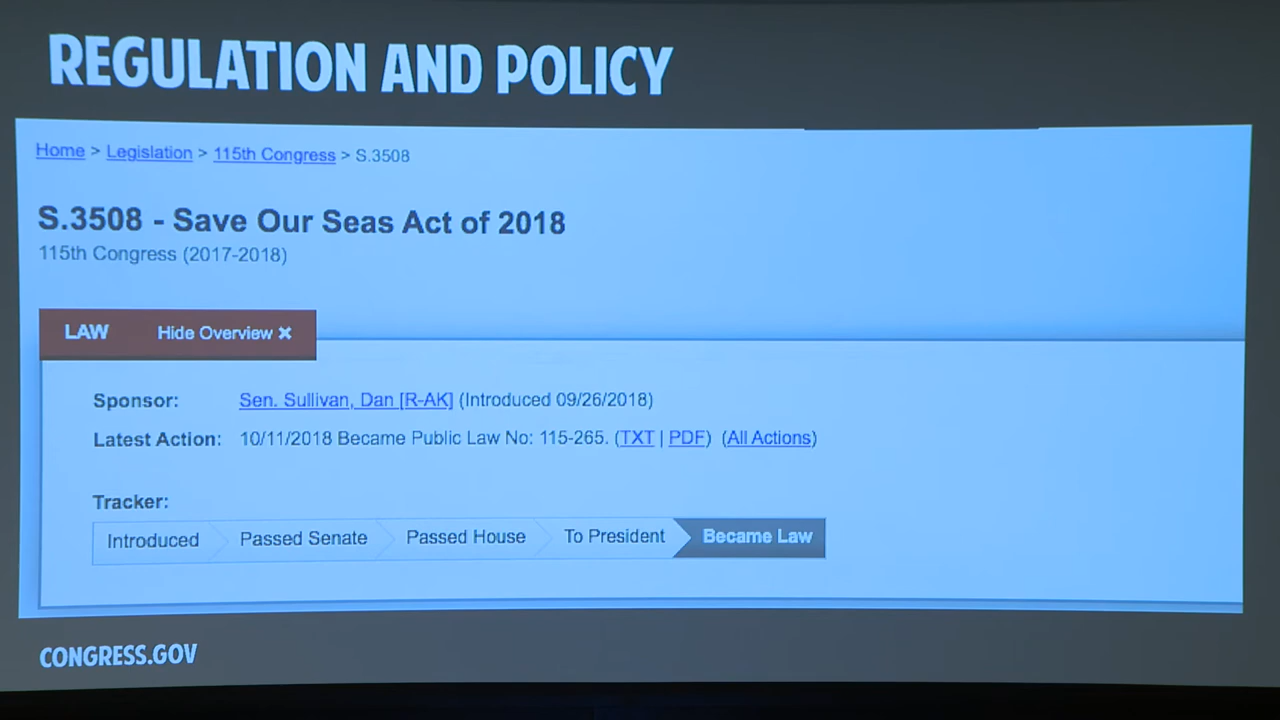 REGULATION AND POLICY
Home > Legislation > 115th Congress > S.3508
S.3508 - Save Our Seas Act of 2018
115th Congress (2017-2018)
LAW Hide Overview ✕
Sponsor: Sen. Sullivan, Dan [R-AK] (Introduced 09/26/2018)
Latest Action: 10/11/2018 Became Public Law No: 115-265. (TXT | PDF) (All Actions)
Tracker:
Introduced Passed Senate Passed House To President Became Law
CONGRESS.GOV